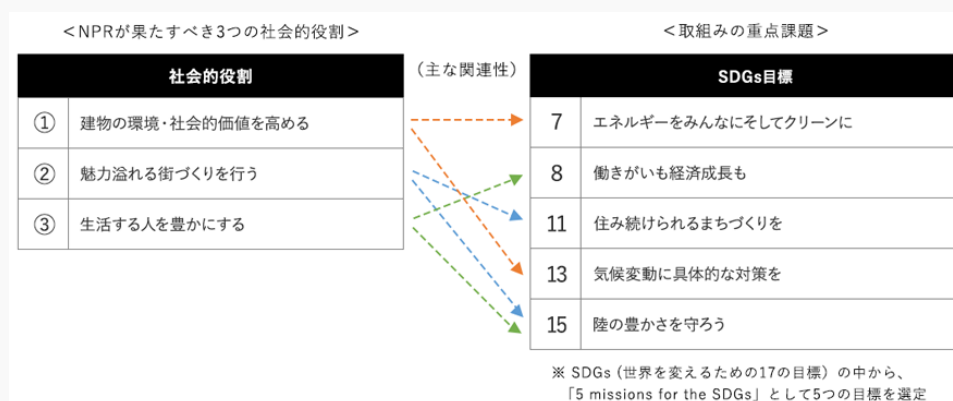 ＜NPRが果たすべき3つの社会的役割＞
社会的役割
① 建物の環境・社会的価値を高める
② 魅力溢れる街づくりを行う
③ 生活する人を豊かにする
（主な関連性）
＜取組みの重点課題＞
SDGs目標
7 エネルギーをみんなにそしてクリーンに
8 働きがいも経済成長も
11 住み続けられるまちづくりを
13 気候変動に具体的な対策を
15 陸の豊かさを守ろう
※ SDGs（世界を変えるための17の目標）の中から、
「5 missions for the SDGs」として5つの目標を選定